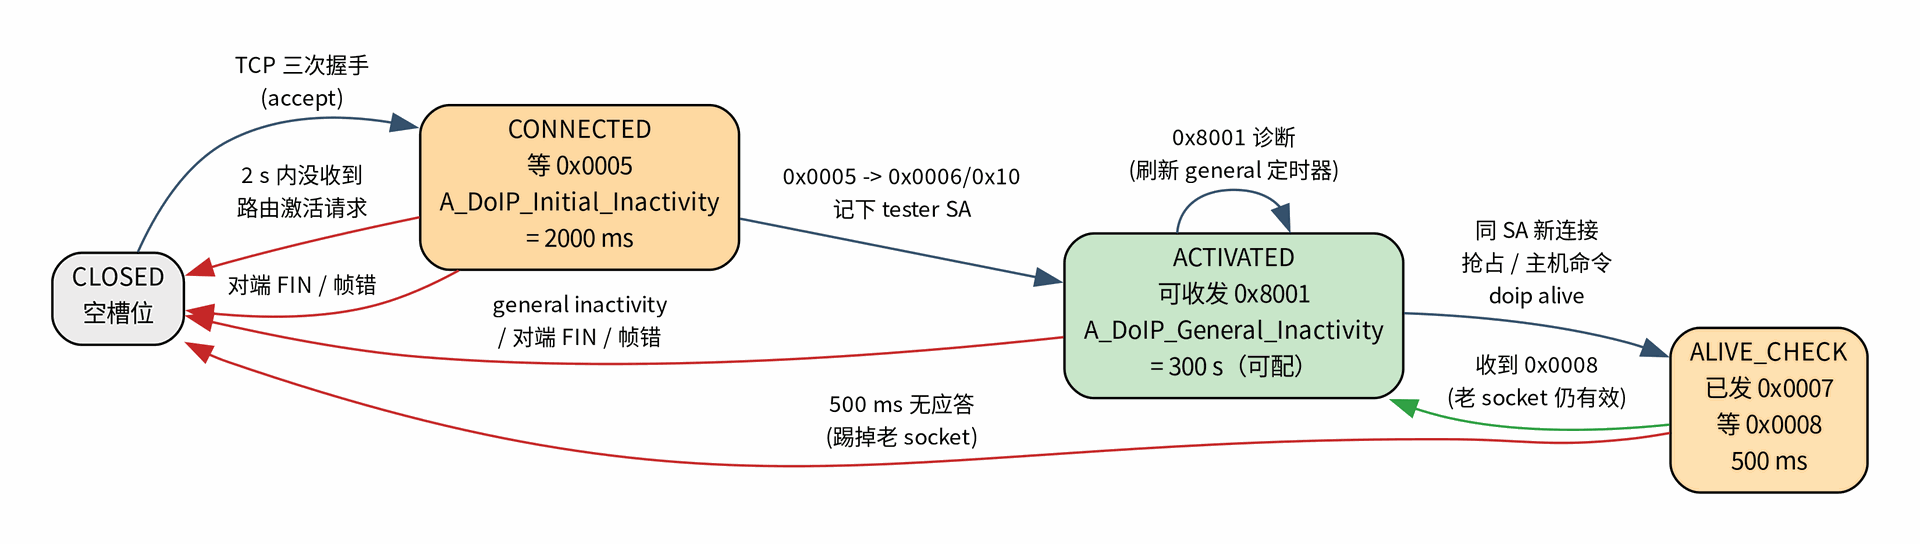 TCP 三次握手
(accept)
CONNECTED
等 0x0005
A_DoIP_Initial_Inactivity
= 2000 ms
2 s 内没收到
路由激活请求
CLOSED
空槽位
对端 FIN / 帧错
general inactivity
/ 对端 FIN / 帧错
0x0005 -> 0x0006/0x10
记下 tester SA
0x8001 诊断
(刷新 general 定时器)
ACTIVATED
可收发 0x8001
A_DoIP_General_Inactivity
= 300 s（可配）
同 SA 新连接
抢占 / 主机命令
doip alive
ALIVE_CHECK
已发 0x0007
等 0x0008
500 ms
收到 0x0008
(老 socket 仍有效)
500 ms 无应答
(踢掉老 socket)